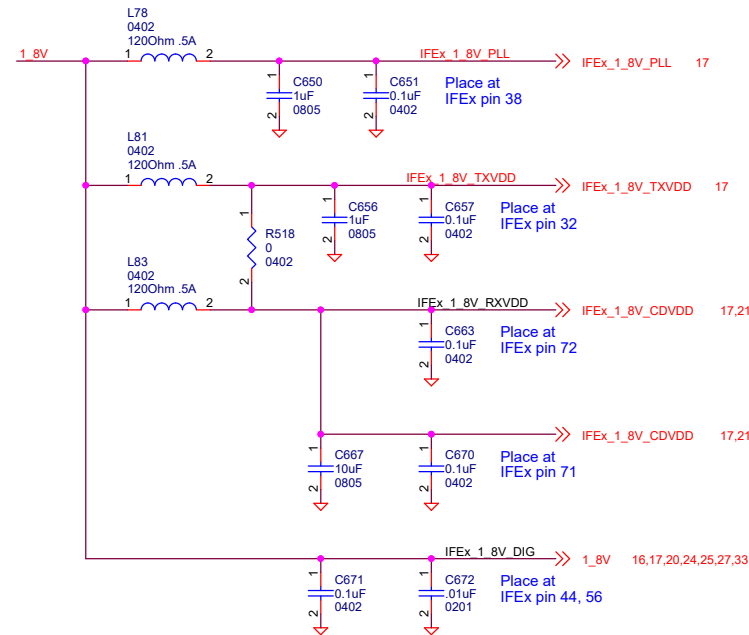 L78
0402
120Ohm .5A
1_8V
1
2
IFEx_1_8V_PLL
IFEx_1_8V_PLL 17
1
2
C650
1uF
0805
1
2
C651
0.1uF
0402
Place at
IFEx pin 38
L81
0402
120Ohm .5A
1
2
IFEx_1_8V_TXVDD
IFEx_1_8V_TXVDD 17
1
2
R518
0
0402
1
2
C656
1uF
0805
1
2
C657
0.1uF
0402
Place at
IFEx pin 32
L83
0402
120Ohm .5A
1
2
IFEx_1_8V_RXVDD
IFEx_1_8V_CDVDD 17,21
1
2
C663
0.1uF
0402
Place at
IFEx pin 72
IFEx_1_8V_CDVDD 17,21
1
2
C667
10uF
0805
1
2
C670
0.1uF
0402
Place at
IFEx pin 71
IFEx_1_8V_DIG
1_8V 16,17,20,24,25,27,33
1
2
C671
0.1uF
0402
1
2
C672
.01uF
0201
Place at
IFEx pin 44, 56